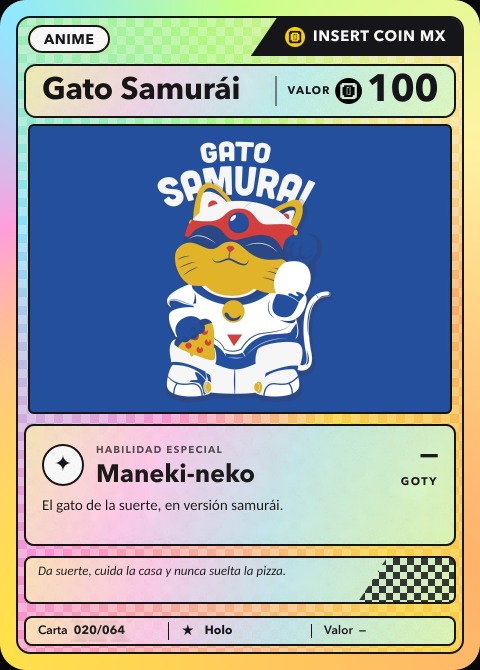 ANIME
INSERT COIN MX
Gato Samurái
VALOR 100
GATO
SAMURAI
HABILIDAD ESPECIAL
Maneki-neko
–
GOTY
El gato de la suerte, en versión samurái.
Da suerte, cuida la casa y nunca suelta la pizza.
Carta 020/064 ★ Holo Valor –